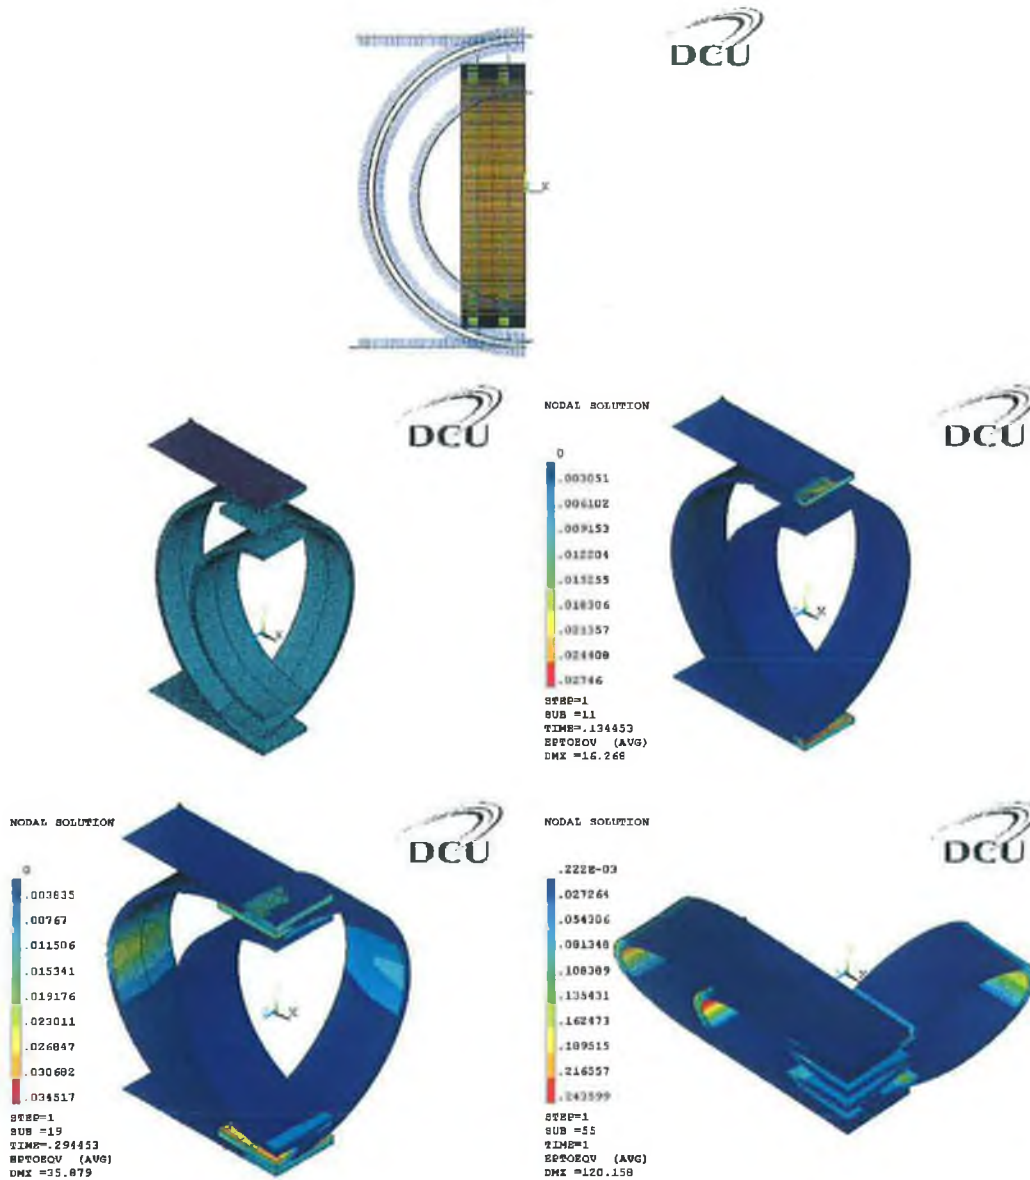 DCU
X
DCU
X
NODAL SOLUTION
DCU
0
.003051
.006102
.009153
.012204
.015255
.018306
.021357
.024408
.02746
X
STEP=1
SUB =11
TIME=.134453
EPTOEQV (AVG)
DMX =16.268
NODAL SOLUTION
DCU
0
.003835
.00767
.011506
.015341
.019176
.023011
.026847
.030682
.034517
X
STEP=1
SUB =19
TIME=.294453
EPTOEQV (AVG)
DMX =35.879
NODAL SOLUTION
DCU
.222E-03
.027264
.054306
.081348
.108389
.135431
.162473
.189515
.216557
.243599
X
STEP=1
SUB =55
TIME=1
EPTOEQV (AVG)
DMX =120.158